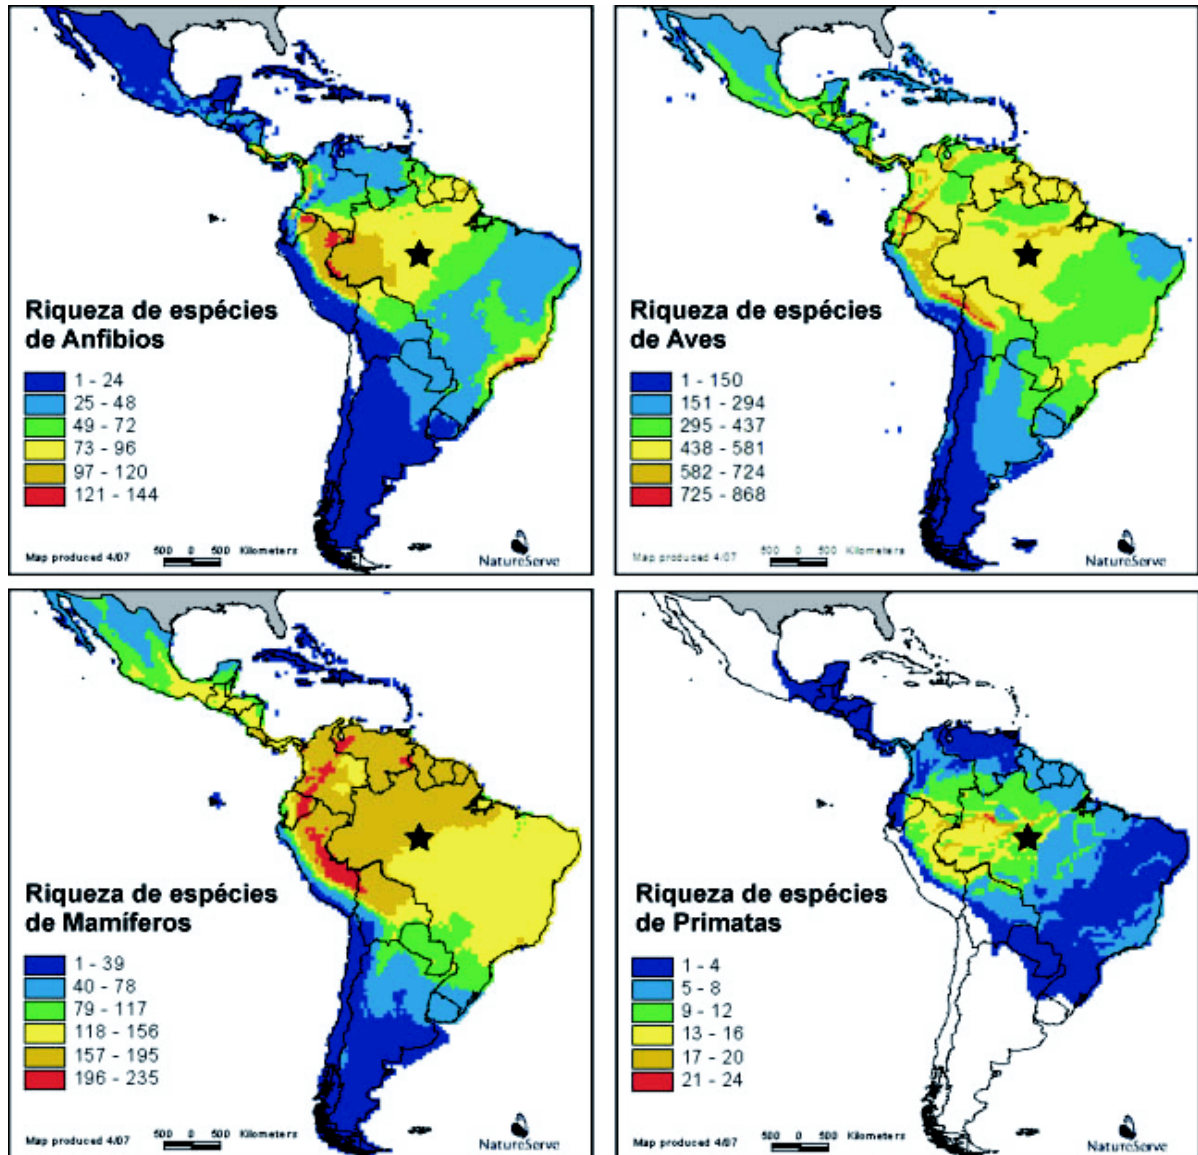 Riqueza de espécies
de Anfibios
1 - 24
25 - 48
49 - 72
73 - 96
97 - 120
121 - 144
Map produced 4/07
500 0 500 Kilometers
NatureServe
Riqueza de espécies
de Aves
1 - 150
151 - 294
295 - 437
438 - 581
582 - 724
725 - 868
Map produced 4/07
500 0 500 Kilometers
NatureServe
Riqueza de espécies
de Mamíferos
1 - 39
40 - 78
79 - 117
118 - 156
157 - 195
196 - 235
Map produced 4/07
500 0 500 Kilometers
NatureServe
Riqueza de espécies
de Primatas
1 - 4
5 - 8
9 - 12
13 - 16
17 - 20
21 - 24
Map produced 4/07
500 0 500 Kilometers
NatureServe